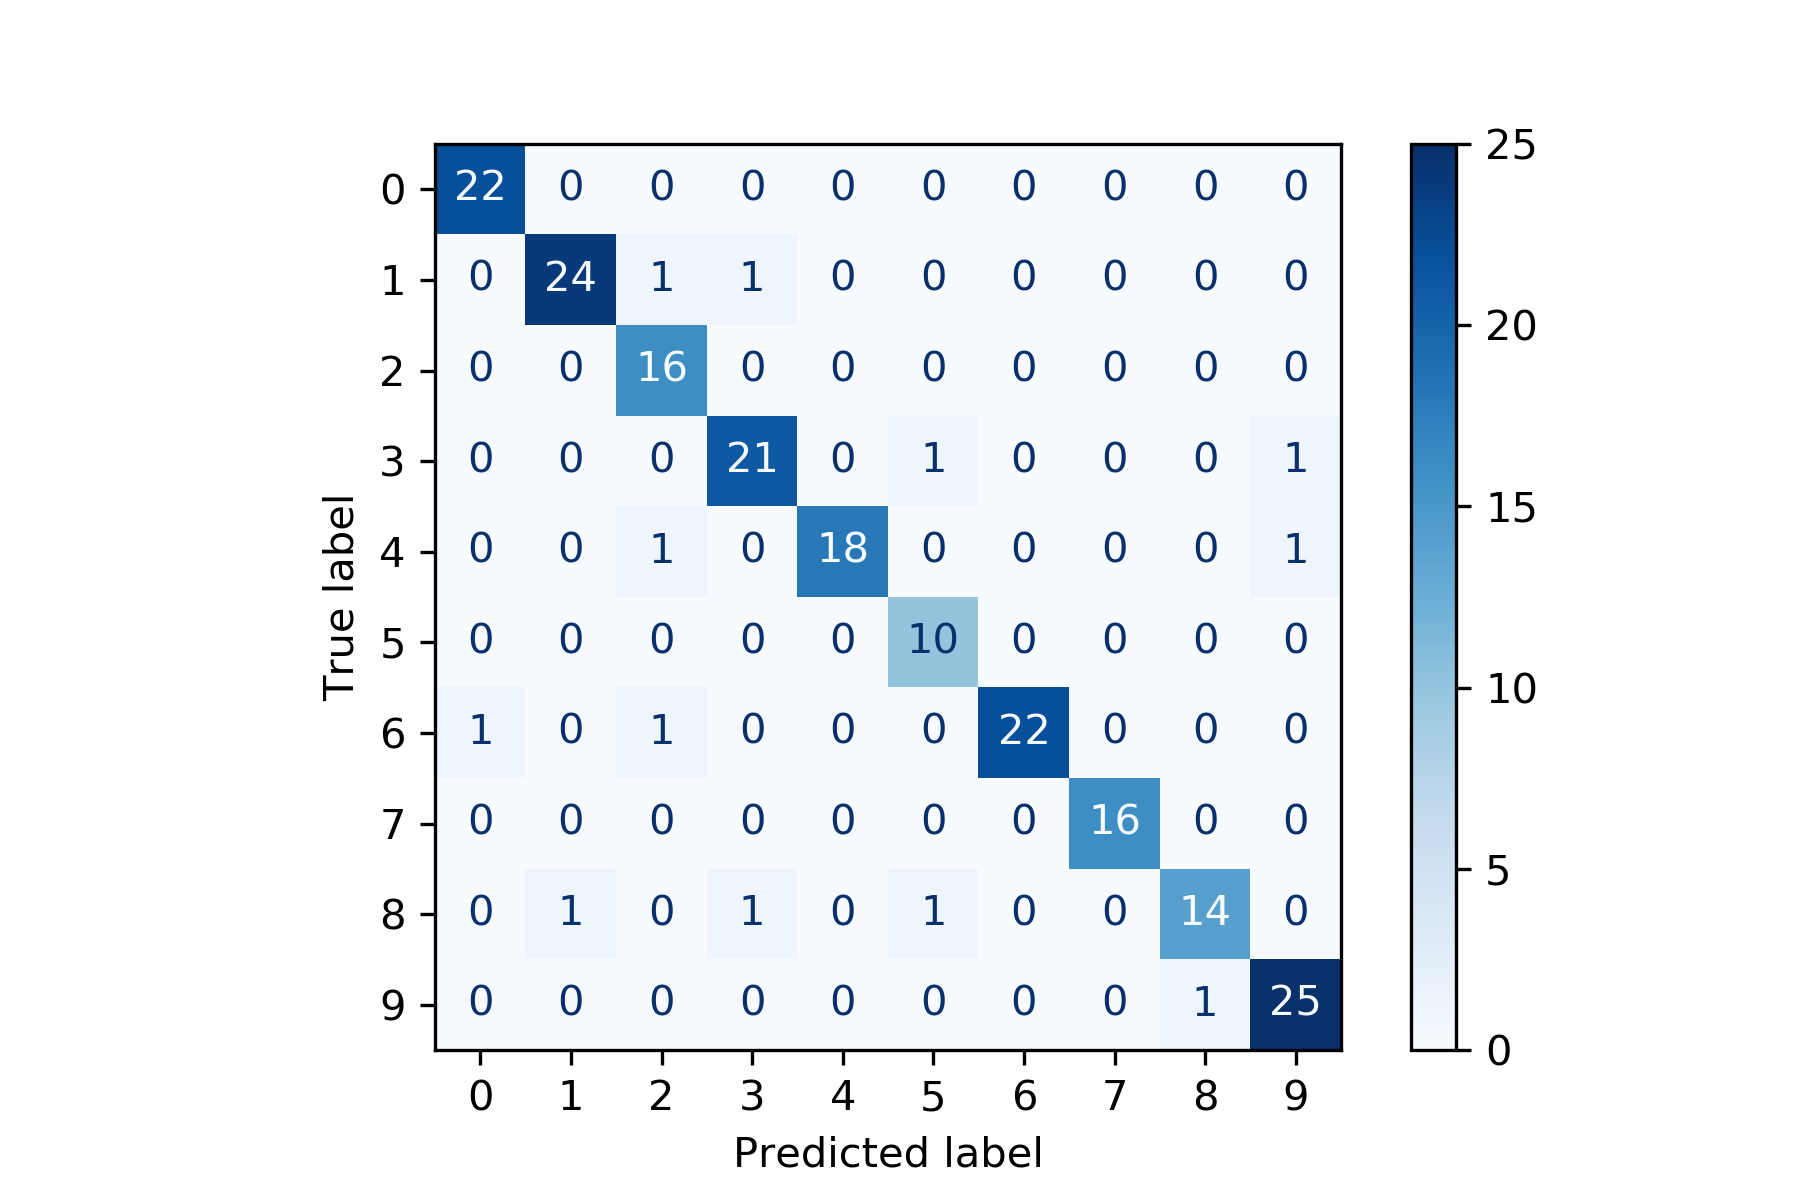 0 22 0 0 0 0 0 0 0 0 0
1 0 24 1 1 0 0 0 0 0 0
2 0 0 16 0 0 0 0 0 0 0
3 0 0 0 21 0 1 0 0 0 1
4 0 0 1 0 18 0 0 0 0 1
5 0 0 0 0 0 10 0 0 0 0
6 1 0 1 0 0 0 22 0 0 0
7 0 0 0 0 0 0 0 16 0 0
8 0 1 0 1 0 1 0 0 14 0
9 0 0 0 0 0 0 0 0 1 25
0 1 2 3 4 5 6 7 8 9
Predicted label
True label
25
20
15
10
5
0